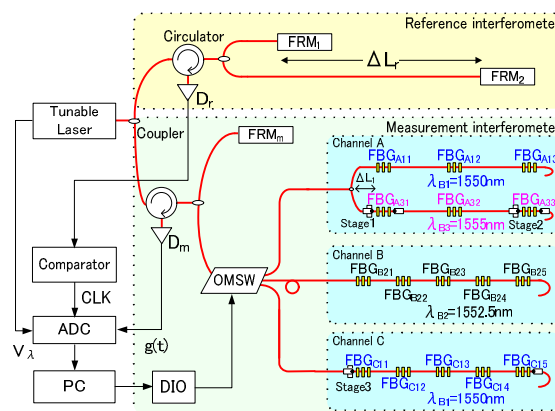 Reference interferomete
Circulator
FRM1
ΔLr
FRM2
Dr
Tunable
Laser
Coupler
Measurement interferomete
FRMm
Channel A
FBGA11 FBGA12 FBGA13
λB1=1550nm
ΔL1
FBGA31 FBGA32 FBGA33
Stage1 λB3=1555nm Stage2
Dm
Comparator
CLK
OMSW
Channel B
FBGB21 FBGB23 FBGB25
FBGB22 FBGB24
λB2=1552.5nm
ADC
Vλ
g(t)
PC
DIO
Channel C
FBGC11 FBGC13 FBGC15
Stage3 FBGC12 FBGC14
λB1=1550nm